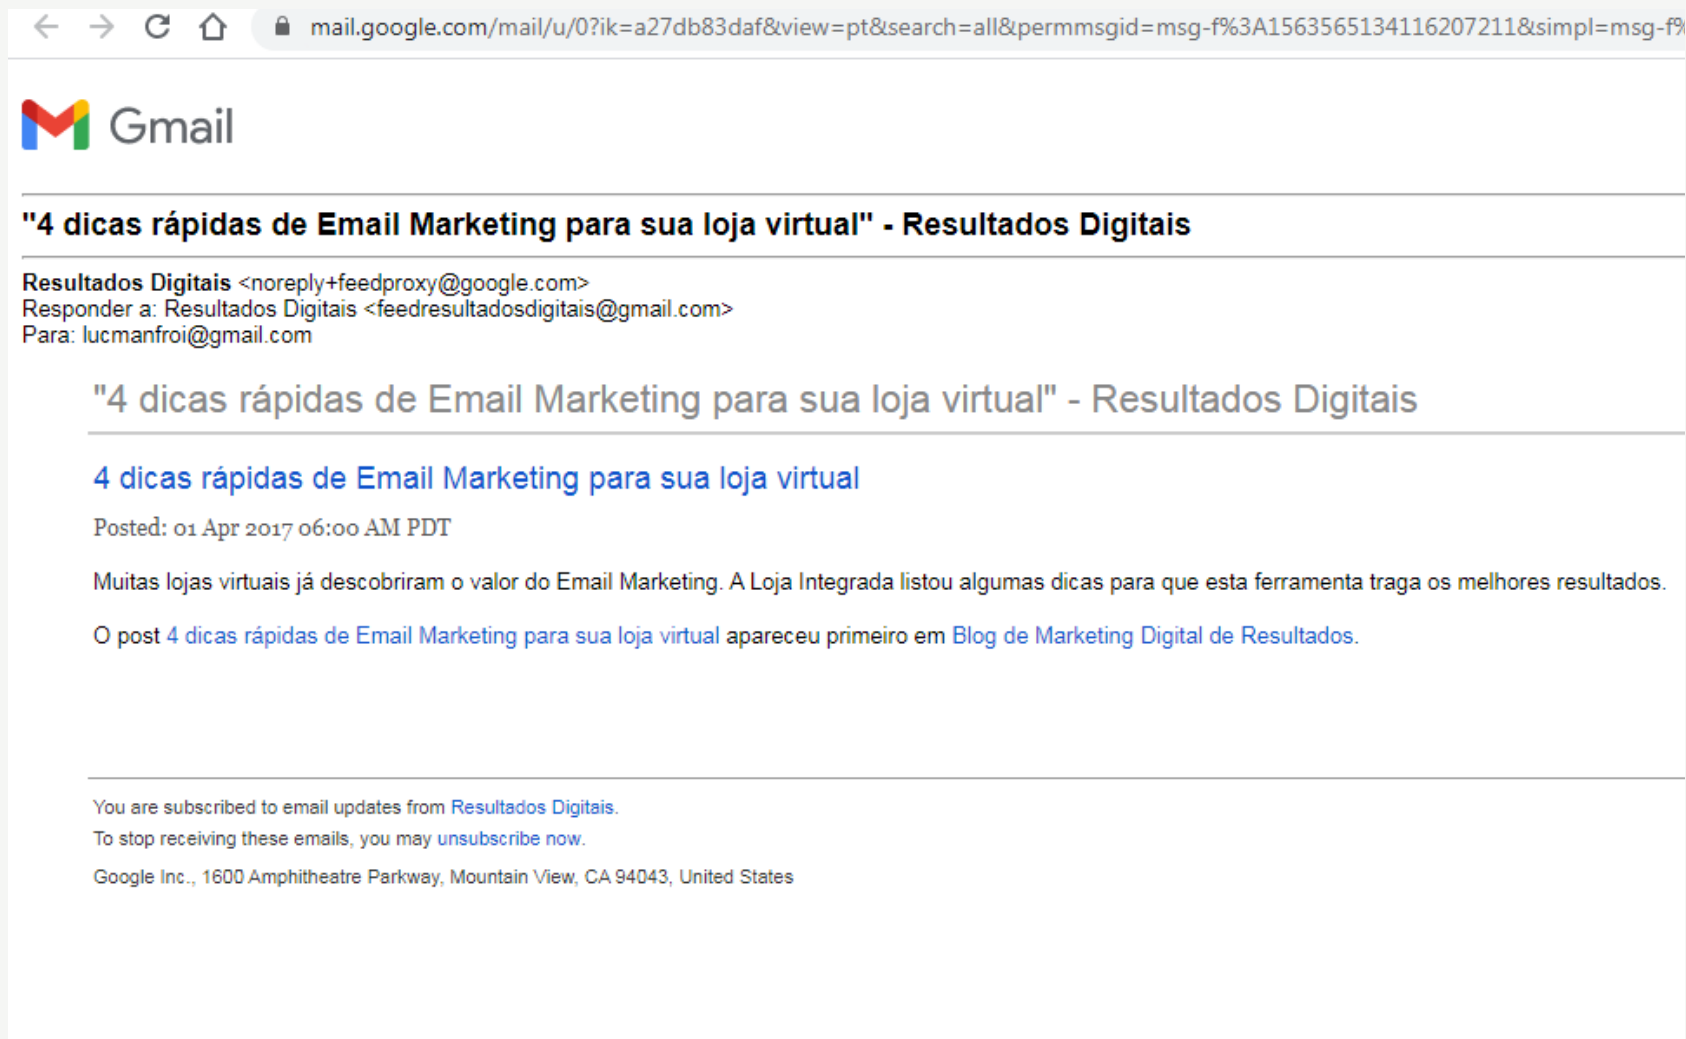 mail.google.com/mail/u/0?ik=a27db83daf&view=pt&search=all&permmsgid=msg-f%3A1563565134116207211&simpl=msg-f%
Gmail
"4 dicas rápidas de Email Marketing para sua loja virtual" - Resultados Digitais
Resultados Digitais <noreply+feedproxy@google.com>
Responder a: Resultados Digitais <feedresultadosdigitais@gmail.com>
Para: lucmanfroi@gmail.com
"4 dicas rápidas de Email Marketing para sua loja virtual" - Resultados Digitais
4 dicas rápidas de Email Marketing para sua loja virtual
Posted: 01 Apr 2017 06:00 AM PDT
Muitas lojas virtuais já descobriram o valor do Email Marketing. A Loja Integrada listou algumas dicas para que esta ferramenta traga os melhores resultados.
O post 4 dicas rápidas de Email Marketing para sua loja virtual apareceu primeiro em Blog de Marketing Digital de Resultados.
You are subscribed to email updates from Resultados Digitais.
To stop receiving these emails, you may unsubscribe now.
Google Inc., 1600 Amphitheatre Parkway, Mountain View, CA 94043, United States